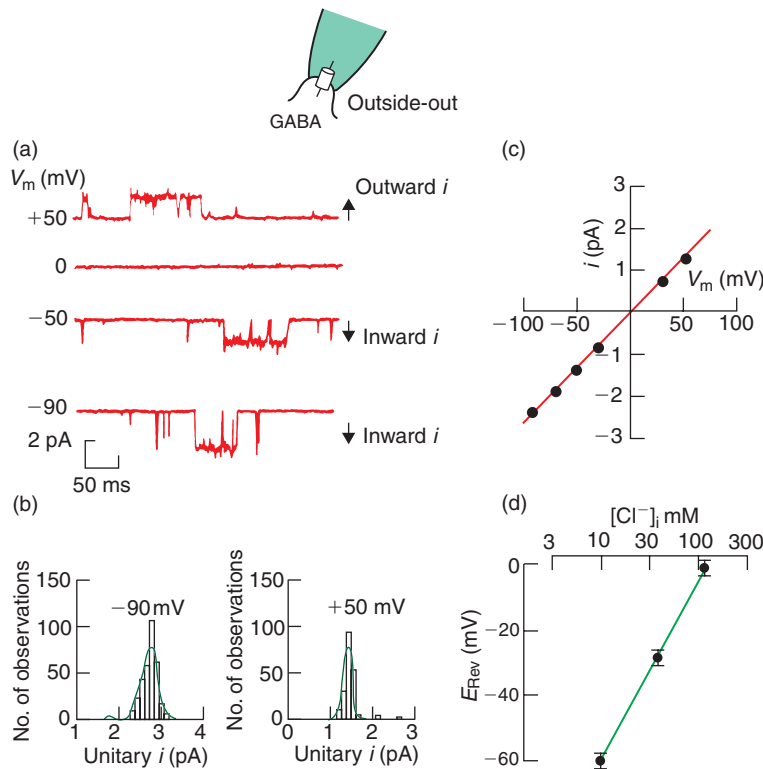 Outside-out
GABA
(a)
Vm (mV)
+50
Outward i
0
−50
Inward i
−90
Inward i
2 pA
50 ms
(b)
No. of observations
150
100
50
0
−90 mV
1 2 3 4
Unitary i (pA)
No. of observations
150
100
50
0
+50 mV
0 1 2 3
Unitary i (pA)
(c)
i (pA)
3
2
1
Vm (mV)
−100 −50 50 100
−1
−2
−3
(d)
[Cl−]i mM
3 10 30 100 300
ERev (mV)
0
−20
−40
−60